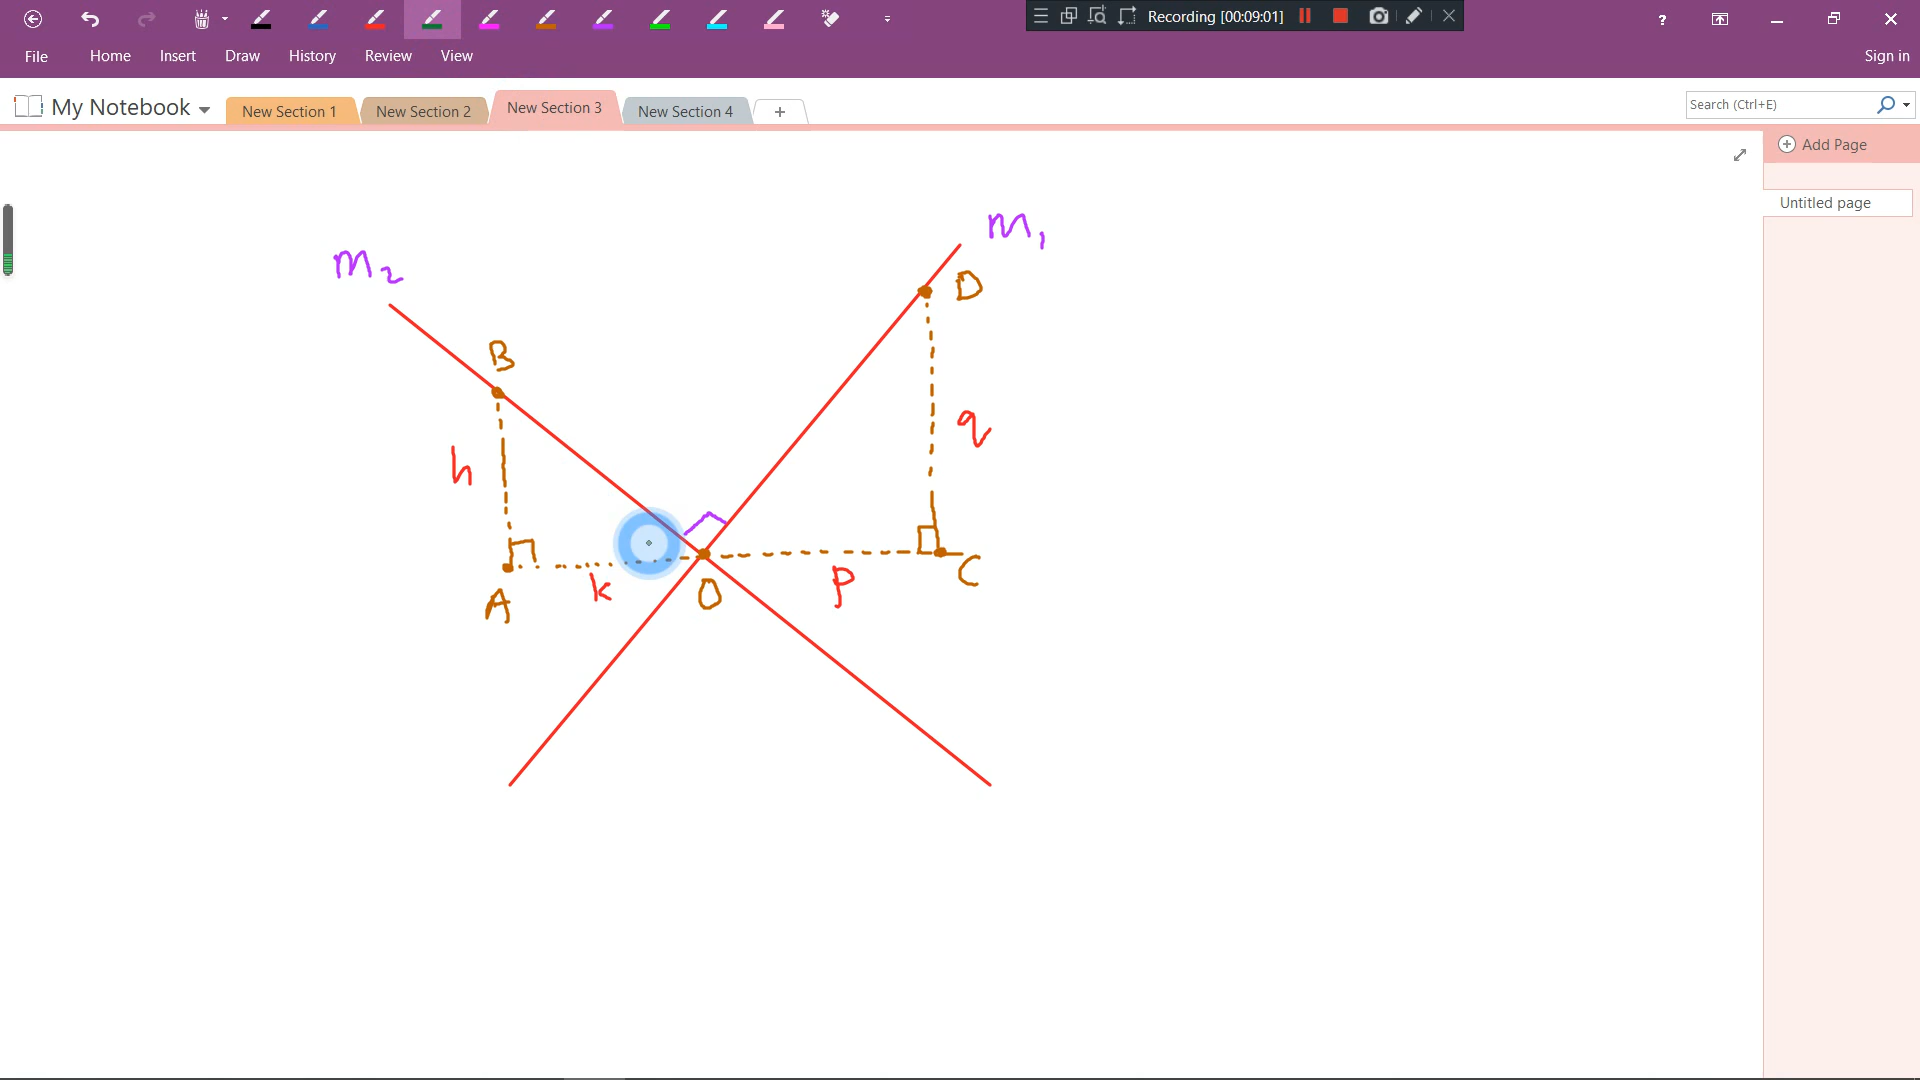 Recording [00:09:01]
?
File Home Insert Draw History Review View
Sign in
My Notebook
New Section 1
New Section 2
New Section 3
New Section 4
+
Search (Ctrl+E)
Add Page
Untitled page
m1
m2
D
B
q
h
A
k
O
p
C